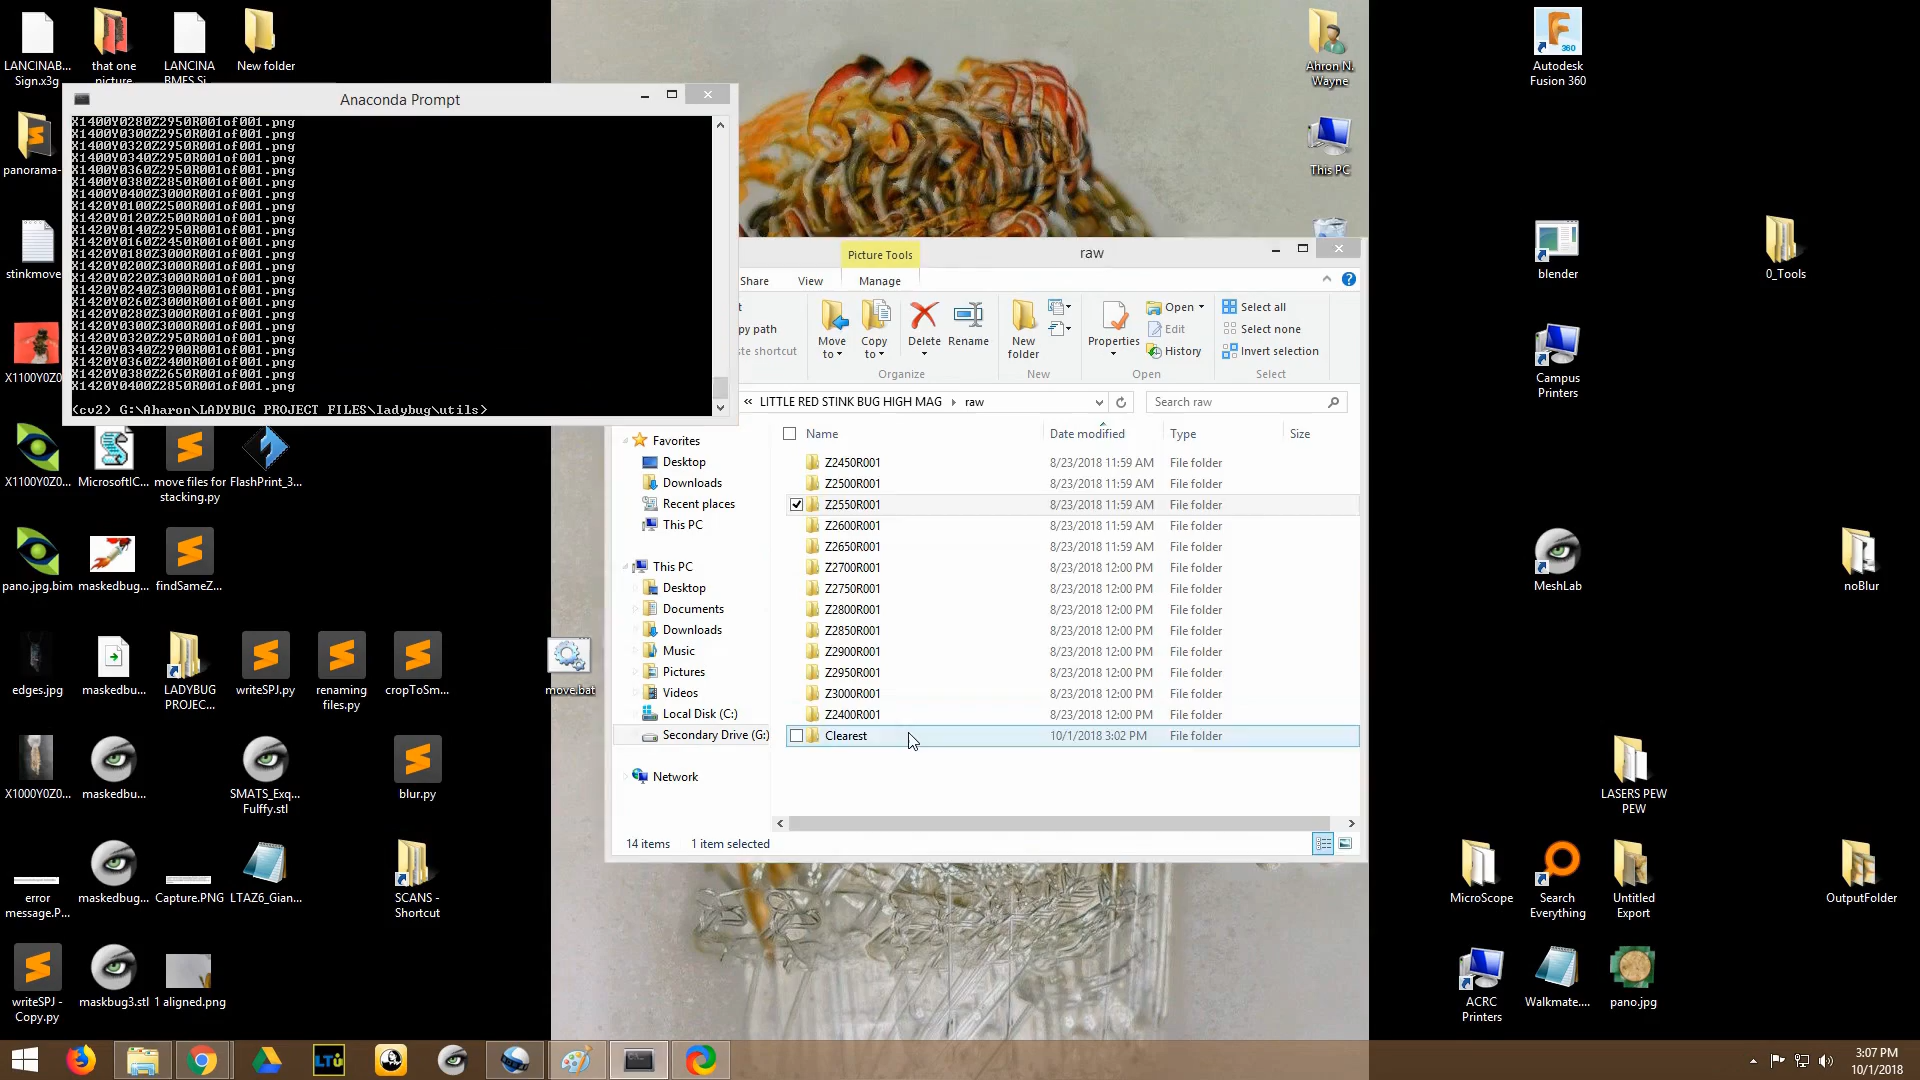 LANCINAB... Sign.x3g
that one picture
LANCINA BMES Si...
New folder
panorama-
stinkmove
X1100Y0Z0
Anaconda Prompt
X1400Y0280Z2950R001of001.png
X1400Y0300Z2950R001of001.png
X1400Y0320Z2950R001of001.png
X1400Y0340Z2950R001of001.png
X1400Y0360Z2950R001of001.png
X1400Y0380Z2850R001of001.png
X1400Y0400Z3000R001of001.png
X1420Y0100Z2500R001of001.png
X1420Y0120Z2500R001of001.png
X1420Y0140Z2950R001of001.png
X1420Y0160Z2450R001of001.png
X1420Y0180Z3000R001of001.png
X1420Y0200Z3000R001of001.png
X1420Y0220Z3000R001of001.png
X1420Y0240Z3000R001of001.png
X1420Y0260Z3000R001of001.png
X1420Y0280Z3000R001of001.png
X1420Y0300Z3000R001of001.png
X1420Y0320Z2950R001of001.png
X1420Y0340Z2900R001of001.png
X1420Y0360Z2400R001of001.png
X1420Y0380Z2650R001of001.png
X1420Y0400Z2850R001of001.png
(cv2) G:\Aharon\LADYBUG PROJECT FILES\ladybug\utils>
X1100Y0Z0...
MicrosoftIC...
move files for stacking.py
FlashPrint_3...
pano.jpg.bim
maskedbug...
findSameZ...
edges.jpg
maskedbu...
LADYBUG PROJEC...
writeSPJ.py
renaming files.py
cropToSm...
move.bat
X1000Y0Z0...
maskedbu...
SMATS_Exq... Fulffy.stl
blur.py
error message.P...
maskedbug...
Capture.PNG
LTAZ6_Gian...
SCANS - Shortcut
writeSPJ - Copy.py
maskbug3.stl
1 aligned.png
Picture Tools
raw
Share
View
Manage
py path
te shortcut
Move to
Copy to
Delete
Rename
New folder
Properties
Open
Edit
History
Select all
Select none
Invert selection
Organize
New
Open
Select
« LITTLE RED STINK BUG HIGH MAG
raw
Search raw
Name
Date modified
Type
Size
Favorites
Desktop
Downloads
Recent places
This PC
This PC
Desktop
Documents
Downloads
Music
Pictures
Videos
Local Disk (C:)
Secondary Drive (G:)
Network
Z2450R001 8/23/2018 11:59 AM File folder
Z2500R001 8/23/2018 11:59 AM File folder
Z2550R001 8/23/2018 11:59 AM File folder
Z2600R001 8/23/2018 11:59 AM File folder
Z2650R001 8/23/2018 11:59 AM File folder
Z2700R001 8/23/2018 12:00 PM File folder
Z2750R001 8/23/2018 12:00 PM File folder
Z2800R001 8/23/2018 12:00 PM File folder
Z2850R001 8/23/2018 12:00 PM File folder
Z2900R001 8/23/2018 12:00 PM File folder
Z2950R001 8/23/2018 12:00 PM File folder
Z3000R001 8/23/2018 12:00 PM File folder
Z2400R001 8/23/2018 12:00 PM File folder
Clearest 10/1/2018 3:02 PM File folder
14 items
1 item selected
Ahron N. Wayne
This PC
360
Autodesk Fusion 360
blender
0_Tools
Campus Printers
MeshLab
noBlur
LASERS PEW PEW
MicroScope
Search Everything
Untitled Export
OutputFolder
ACRC Printers
Walkmate....
pano.jpg
3:07 PM
10/1/2018